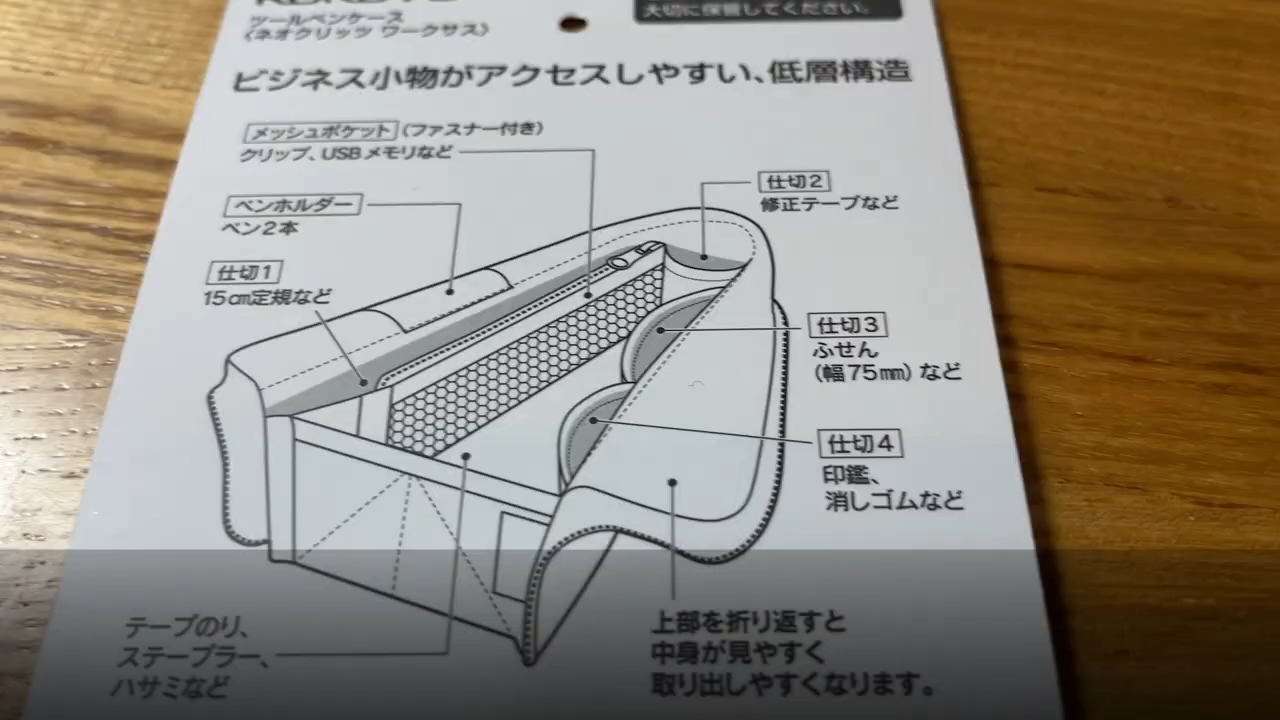 ツールペンケース
〈ネオクリッツ ワークサス〉
大切に保管してください。
ビジネス小物がアクセスしやすい、低層構造
メッシュポケット（ファスナー付き）
クリップ、USBメモリなど
ペンホルダー
ペン2本
仕切1
15㎝定規など
仕切2
修正テープなど
仕切3
ふせん
（幅75㎜）など
仕切4
印鑑、
消しゴムなど
テープのり、
ステープラー、
ハサミなど
上部を折り返すと
中身が見やすく
取り出しやすくなります。